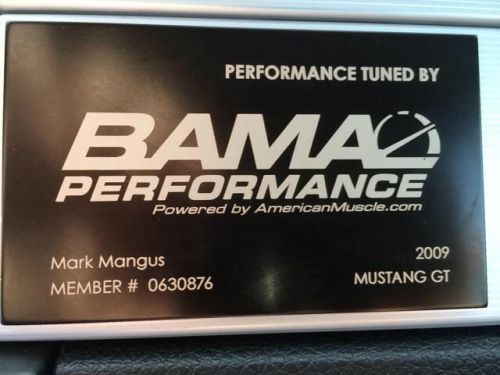 PERFORMANCE TUNED BY
BAMA
PERFORMANCE
Powered by AmericanMuscle.com
Mark Mangus
MEMBER # 0630876
2009
MUSTANG GT